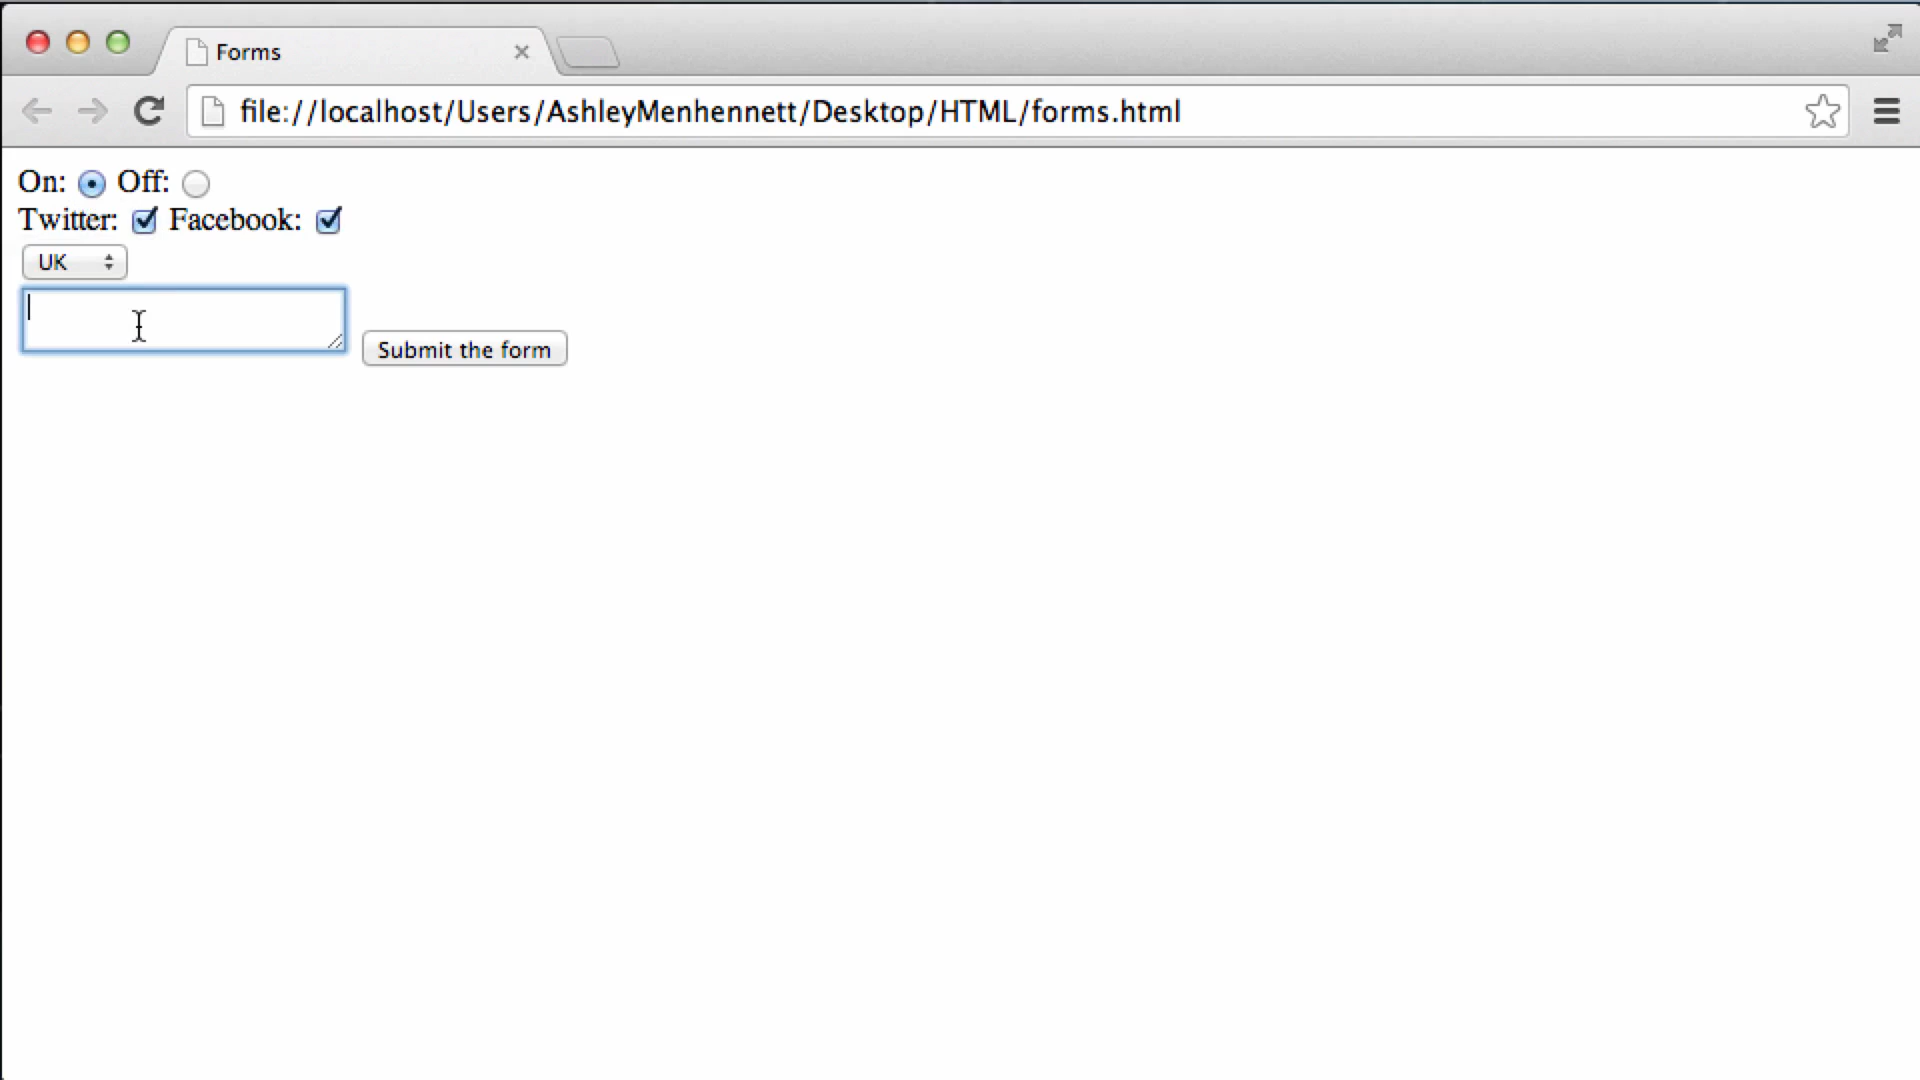 Forms
file://localhost/Users/AshleyMenhennett/Desktop/HTML/forms.html
On: Off:
Twitter: Facebook:
UK
Submit the form